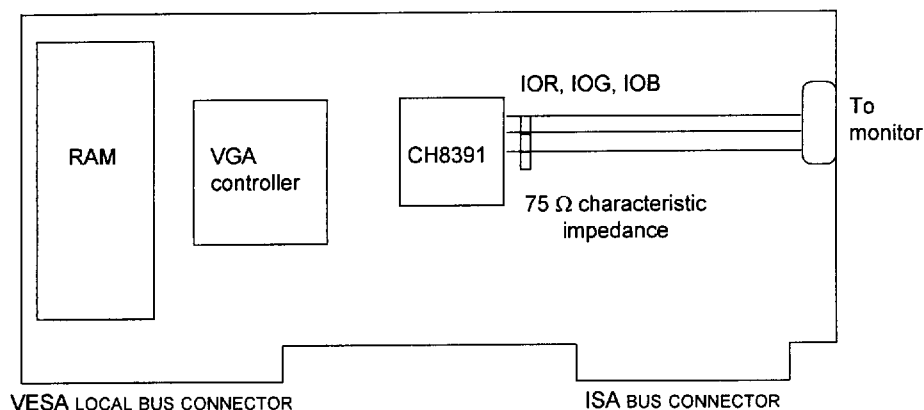 IOR, IOG, IOB
To
monitor
RAM
VGA
controller
CH8391
75 Ω characteristic
impedance
VESA LOCAL BUS CONNECTOR
ISA BUS CONNECTOR